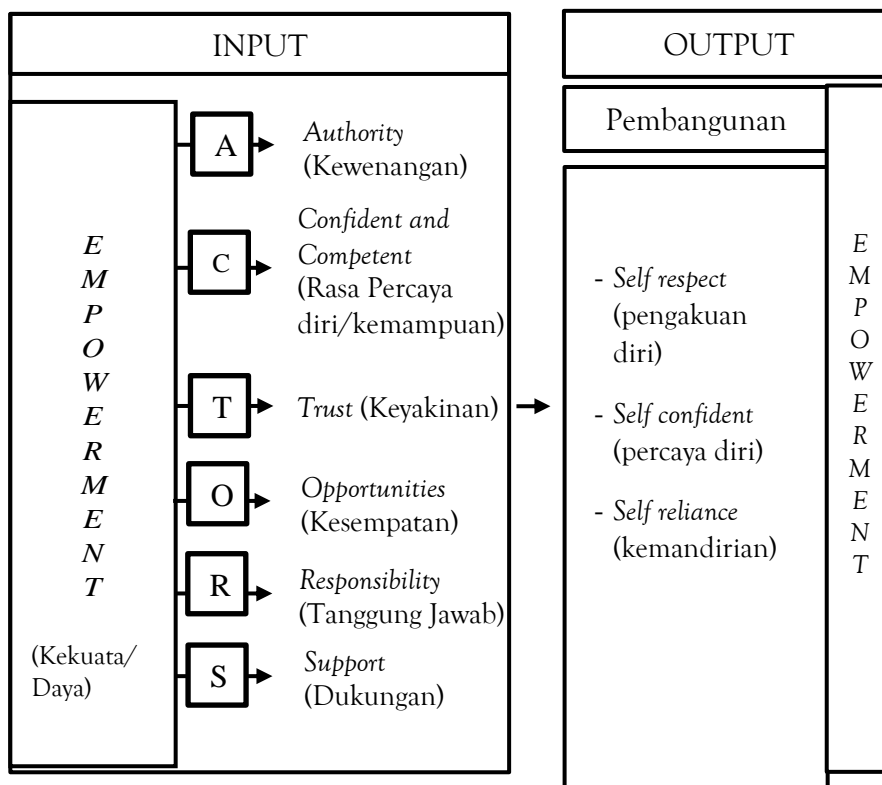 INPUT
E
M
P
O
W
E
R
M
E
N
T
(Kekuata/
Daya)
A
Authority
(Kewenangan)
C
Confident and
Competent
(Rasa Percaya
diri/kemampuan)
T
Trust (Keyakinan)
O
Opportunities
(Kesempatan)
R
Responsibility
(Tanggung Jawab)
S
Support
(Dukungan)
OUTPUT
Pembangunan
- Self respect
(pengakuan
diri)
- Self confident
(percaya diri)
- Self reliance
(kemandirian)
E
M
P
O
W
E
R
M
E
N
T